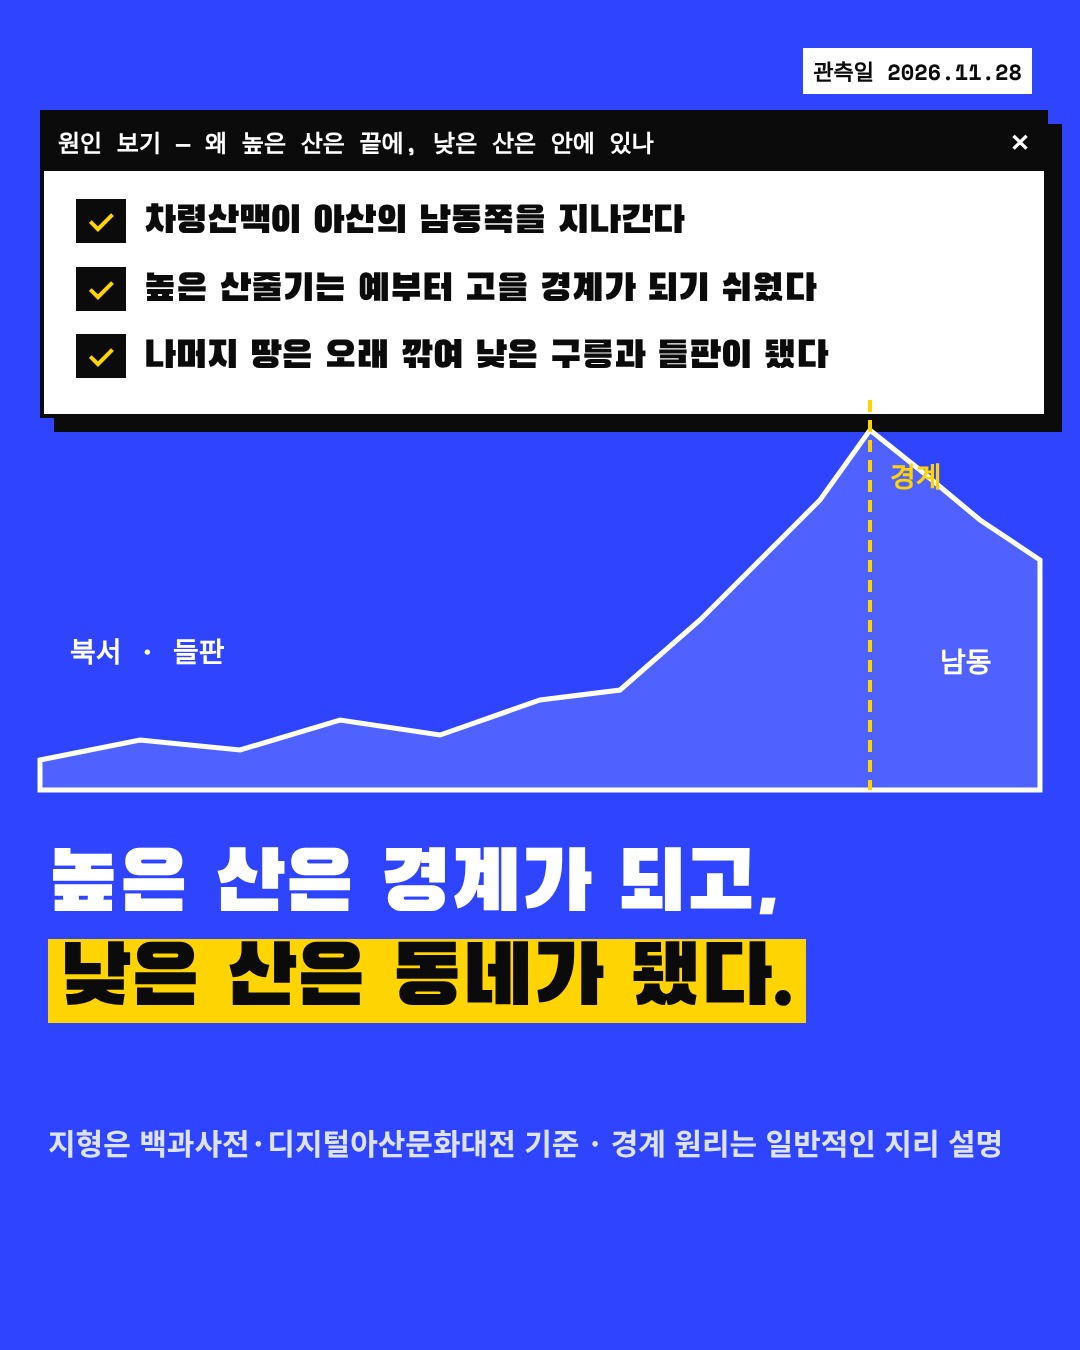 관측일 2026.11.28
원인 보기 — 왜 높은 산은 끝에, 낮은 산은 안에 있나 ×
차령산맥이 아산의 남동쪽을 지나간다
높은 산줄기는 예부터 고을 경계가 되기 쉬웠다
나머지 땅은 오래 깎여 낮은 구릉과 들판이 됐다
경계
북서 · 들판
남동
높은 산은 경계가 되고,
낮은 산은 동네가 됐다.
지형은 백과사전·디지털아산문화대전 기준 · 경계 원리는 일반적인 지리 설명